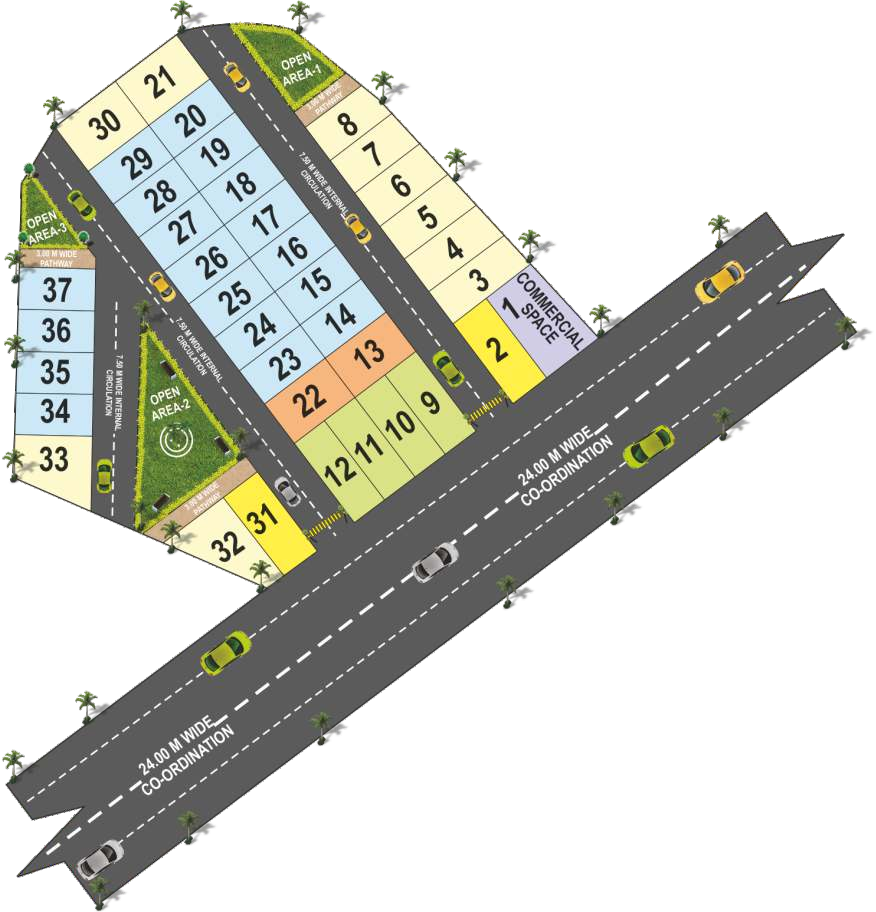 OPEN
AREA-1
3.00 M WIDE
PATHWAY
21
30
20
29
8
7
6
5
4
3
1
COMMERCIAL
SPACE
2
7.50 M WIDE INTERNAL
CIRCULATION
19
28
18
27
17
26
16
25
15
24
14
23
13
22
9
10
11
12
OPEN
AREA-3
3.00 M WIDE
PATHWAY
37
36
35
34
33
7.50 M WIDE INTERNAL
CIRCULATION
7.50 M WIDE INTERNAL
CIRCULATION
OPEN
AREA-2
3.00 M WIDE
PATHWAY
31
32
24.00 M WIDE
CO-ORDINATION
24.00 M WIDE
CO-ORDINATION